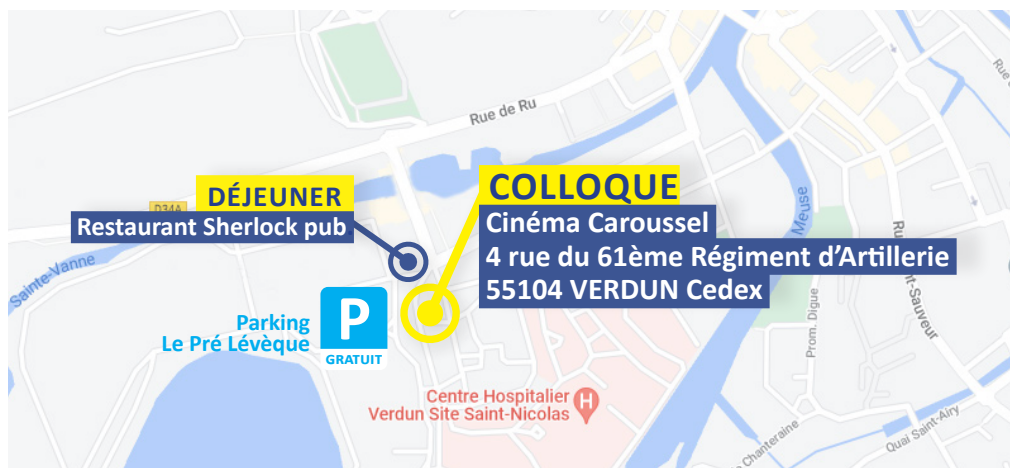 Rue de Ru
DÉJEUNER
D34A
Restaurant Sherlock pub
COLLOQUE
Cinéma Caroussel
4 rue du 61ème Régiment d'Artillerie
55104 VERDUN Cedex
Meuse
Sainte-Vanne
P
GRATUIT
Parking
Le Pré Lévèque
Prom. Digue
Centre Hospitalier
Verdun Site Saint-Nicolas
H
Chanteraine
Quai Saint-Airy